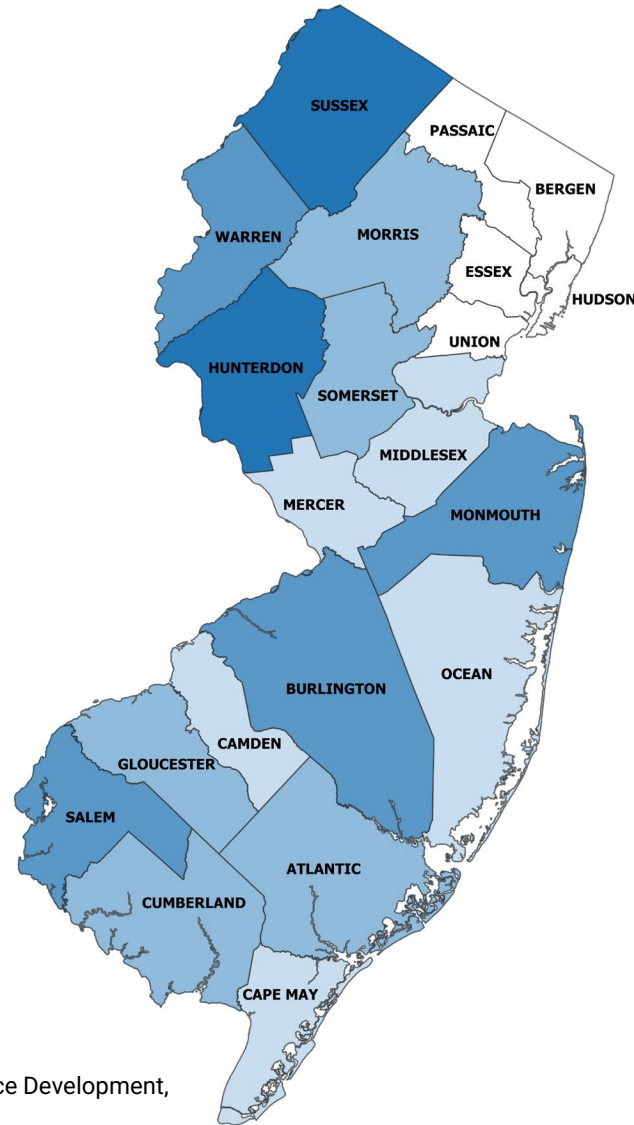 SUSSEX
PASSAIC
BERGEN
WARREN
MORRIS
ESSEX
HUDSON
UNION
HUNTERDON
SOMERSET
MIDDLESEX
MERCER
MONMOUTH
OCEAN
BURLINGTON
CAMDEN
GLOUCESTER
SALEM
ATLANTIC
CUMBERLAND
CAPE MAY
ce Development,